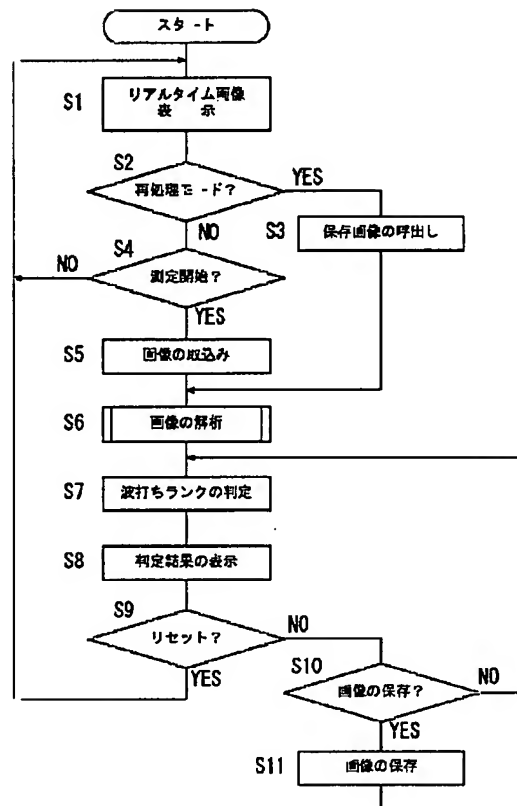 スタート
S1
リアルタイム画像
表 示
S2
再処理モード?
YES
NO
S3
保存画像の呼出し
S4
測定開始?
NO
YES
S5
画像の取込み
S6
画像の解析
S7
波打ちランクの判定
S8
判定結果の表示
S9
リセット?
NO
YES
S10
画像の保存?
NO
YES
S11
画像の保存